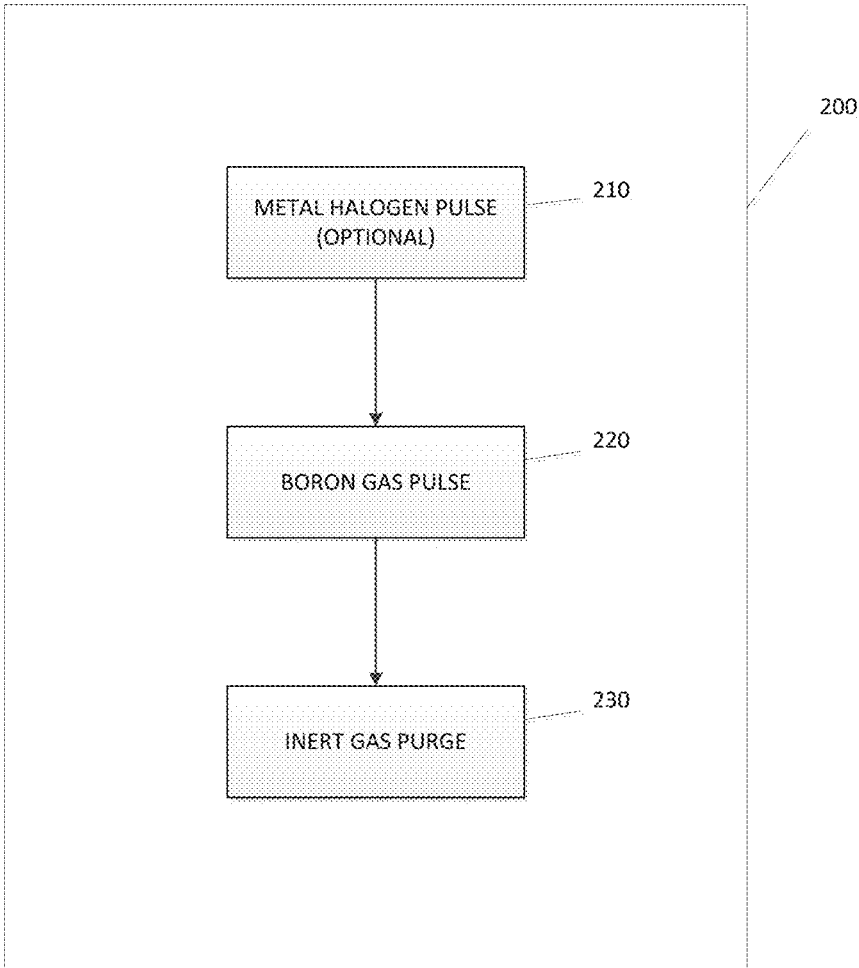 200
METAL HALOGEN PULSE
(OPTIONAL)
210
BORON GAS PULSE
220
INERT GAS PURGE
230